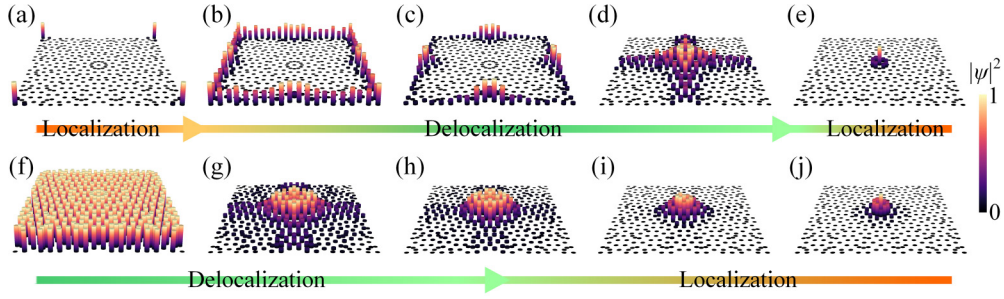 (a) (b) (c) (d) (e)
|ψ|²
1
Localization Delocalization Localization
(f) (g) (h) (i) (j)
0
Delocalization Localization